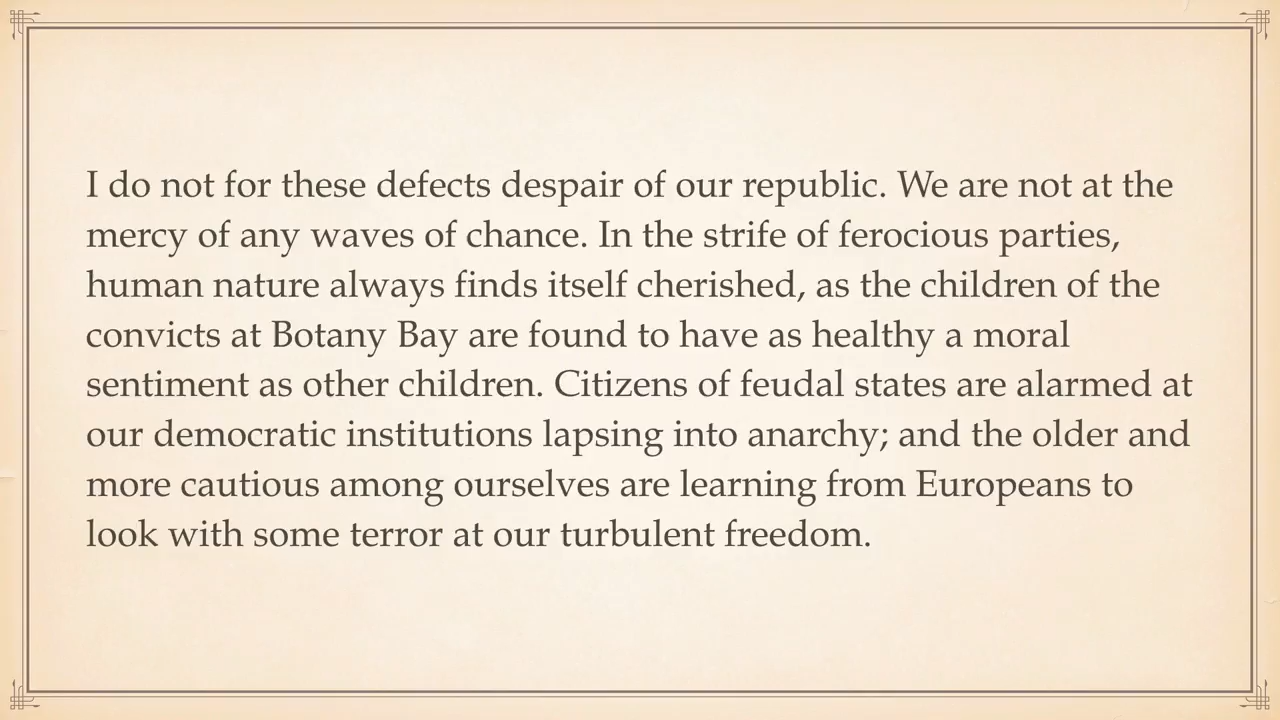 I do not for these defects despair of our republic. We are not at the
mercy of any waves of chance. In the strife of ferocious parties,
human nature always finds itself cherished, as the children of the
convicts at Botany Bay are found to have as healthy a moral
sentiment as other children. Citizens of feudal states are alarmed at
our democratic institutions lapsing into anarchy; and the older and
more cautious among ourselves are learning from Europeans to
look with some terror at our turbulent freedom.